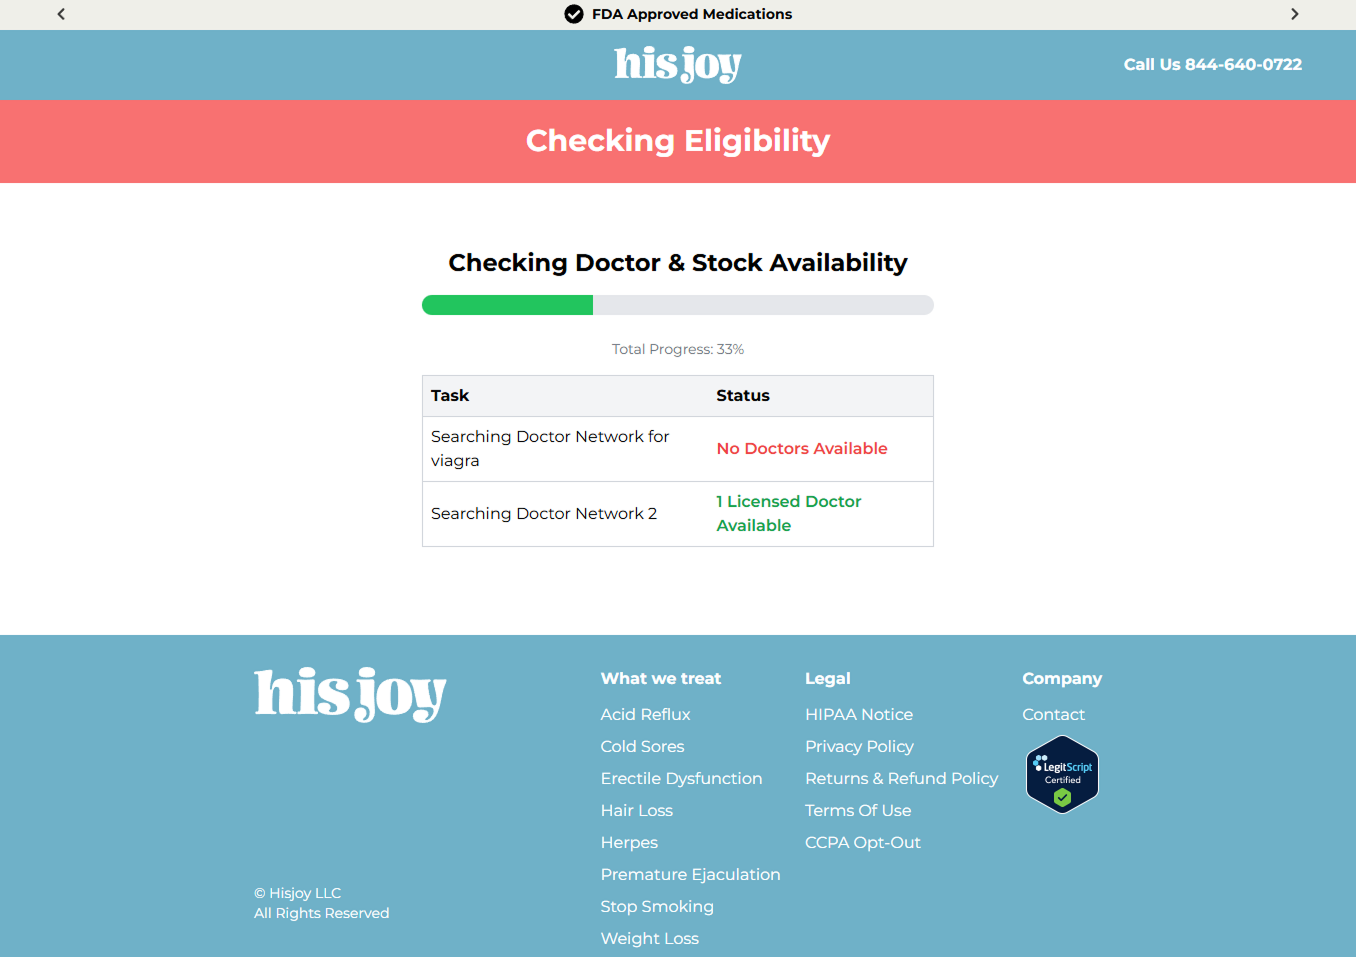 FDA Approved Medications
his joy
Call Us 844-640-0722
Checking Eligibility
Checking Doctor & Stock Availability
Total Progress: 33%
Task
Status
Searching Doctor Network for
viagra
No Doctors Available
Searching Doctor Network 2
1 Licensed Doctor
Available
his joy
© Hisjoy LLC
All Rights Reserved
What we treat
Acid Reflux
Cold Sores
Erectile Dysfunction
Hair Loss
Herpes
Premature Ejaculation
Stop Smoking
Weight Loss
Legal
HIPAA Notice
Privacy Policy
Returns & Refund Policy
Terms Of Use
CCPA Opt-Out
Company
Contact
LegitScript
Certified